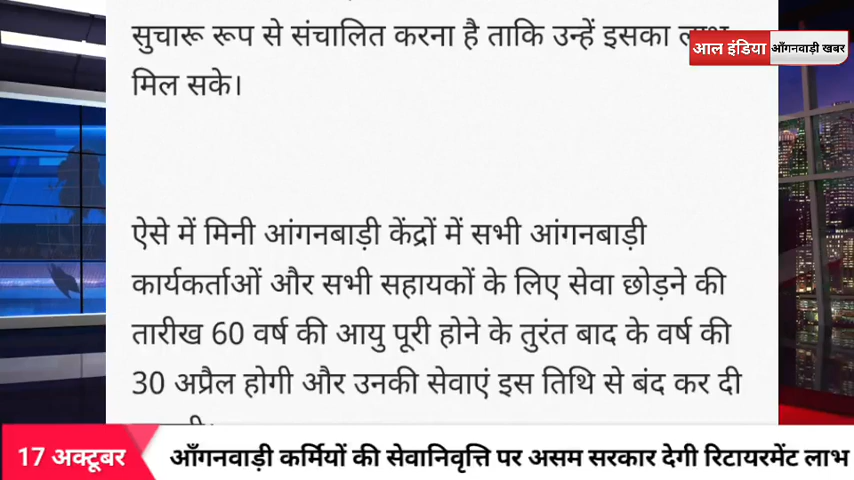 सुचारू रूप से संचालित करना है ताकि उन्हें इसका
आल इंडिया आँगनवाड़ी खबर
मिल सके।
ऐसे में मिनी आंगनबाड़ी केंद्रों में सभी आंगनबाड़ी
कार्यकर्ताओं और सभी सहायकों के लिए सेवा छोड़ने की
तारीख 60 वर्ष की आयु पूरी होने के तुरंत बाद के वर्ष की
30 अप्रैल होगी और उनकी सेवाएं इस तिथि से बंद कर दी
17 अक्टूबर आँगनवाड़ी कर्मियों की सेवानिवृत्ति पर असम सरकार देगी रिटायरमेंट लाभ